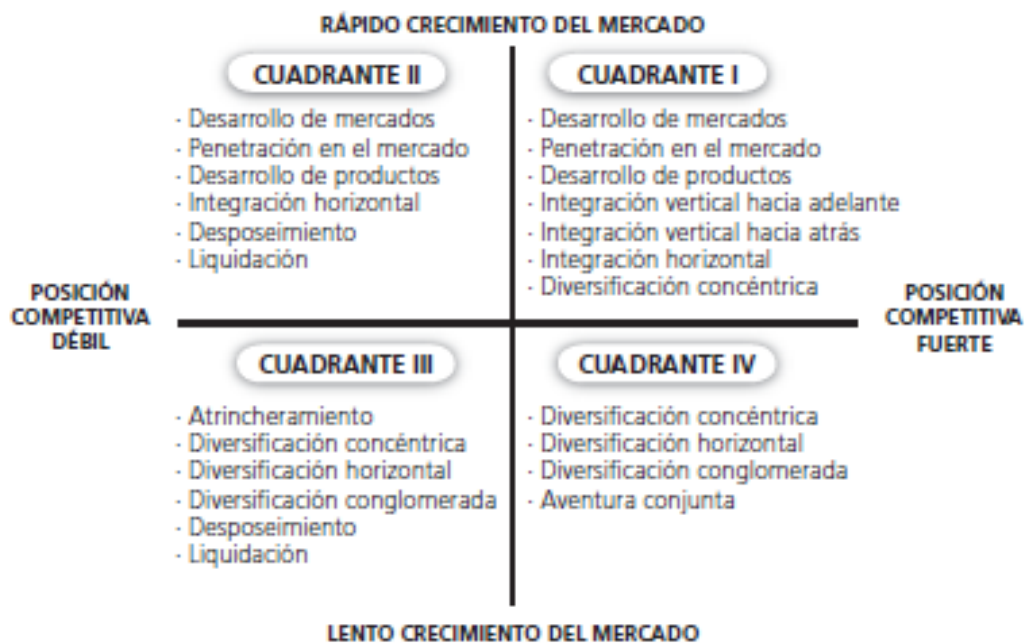 RÁPIDO CRECIMIENTO DEL MERCADO
CUADRANTE II
· Desarrollo de mercados
· Penetración en el mercado
· Desarrollo de productos
· Integración horizontal
· Desposeimiento
· Liquidación
CUADRANTE I
· Desarrollo de mercados
· Penetración en el mercado
· Desarrollo de productos
· Integración vertical hacia adelante
· Integración vertical hacia atrás
· Integración horizontal
· Diversificación concéntrica
POSICIÓN
COMPETITIVA
DÉBIL
POSICIÓN
COMPETITIVA
FUERTE
CUADRANTE III
· Atrincheramiento
· Diversificación concéntrica
· Diversificación horizontal
· Diversificación conglomerada
· Desposeimiento
· Liquidación
CUADRANTE IV
· Diversificación concéntrica
· Diversificación horizontal
· Diversificación conglomerada
· Aventura conjunta
LENTO CRECIMIENTO DEL MERCADO